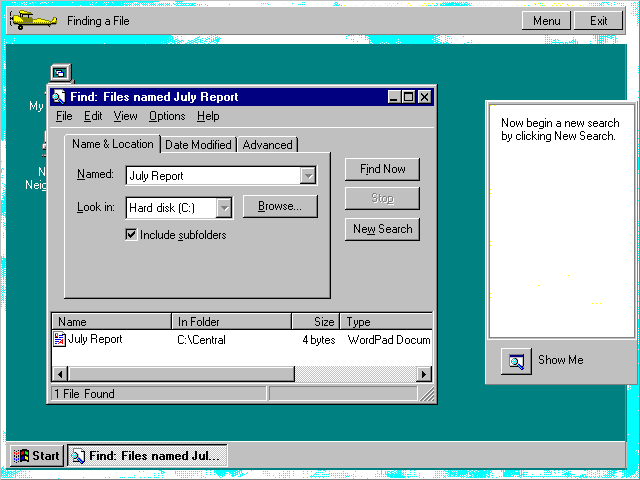 Finding a File
Menu
Exit
My
N
Neig
Find: Files named July Report
File Edit View Options Help
Name & Location Date Modified Advanced
Named: July Report
Look in: Hard disk (C:) Browse...
Include subfolders
Find Now
Stop
New Search
Name In Folder Size Type
July Report C:\Central 4 bytes WordPad Docum
1 File Found
Now begin a new search
by clicking New Search.
Show Me
Start
Find: Files named Jul...